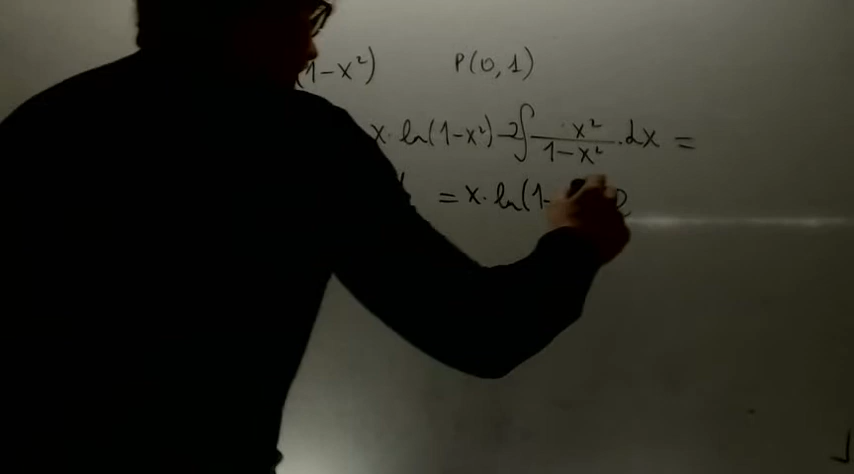 (1-x²) P(0,1)
x·ln(1-x²)-2∫ x²/(1-x²) .dx =
= x·ln(1-